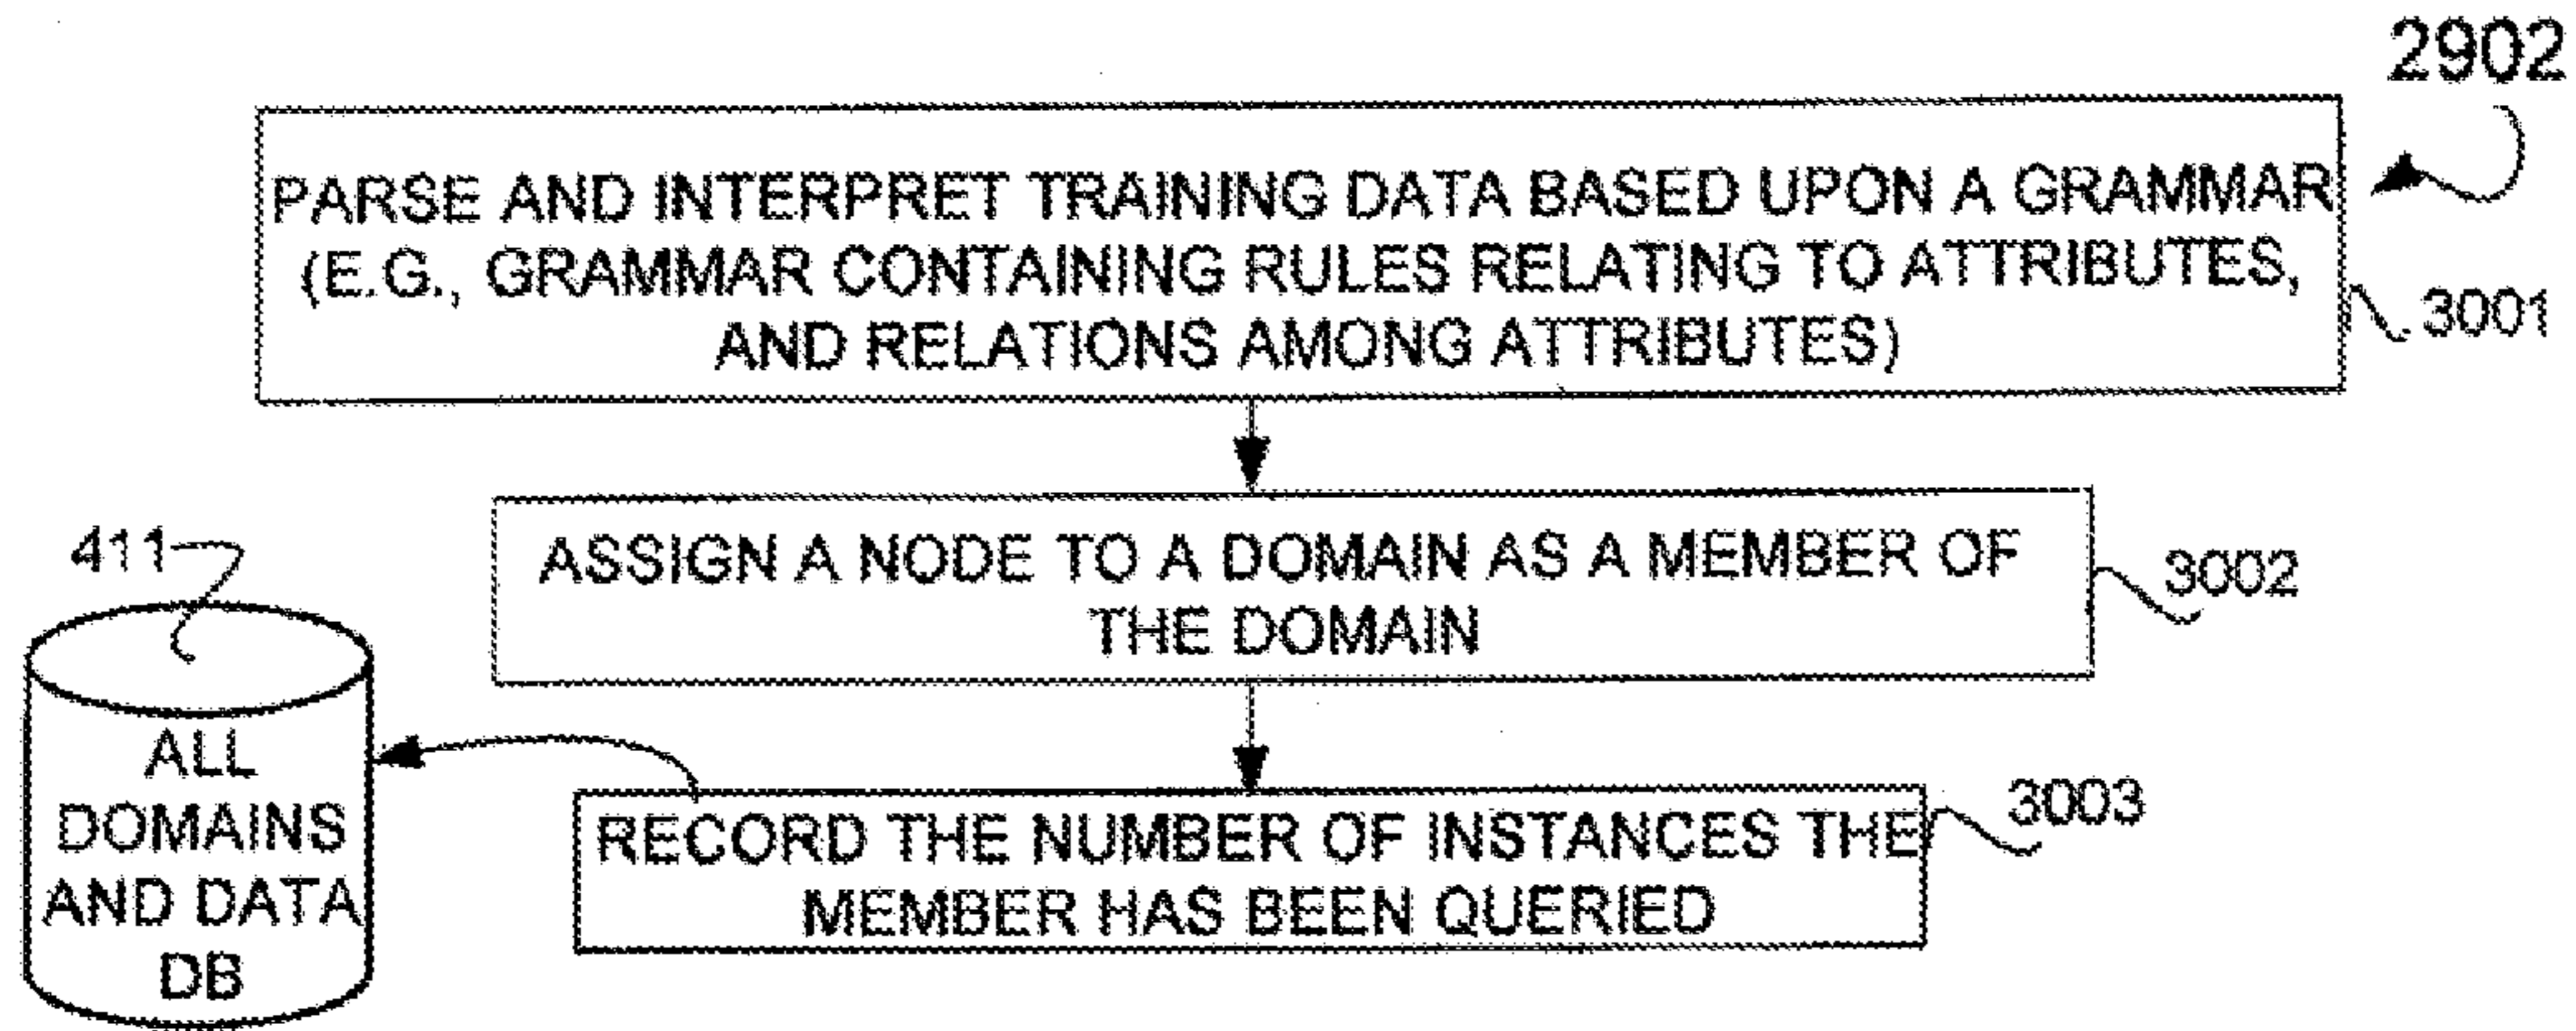 2902
PARSE AND INTERPRET TRAINING DATA BASED UPON A GRAMMAR
(E.G., GRAMMAR CONTAINING RULES RELATING TO ATTRIBUTES,
AND RELATIONS AMONG ATTRIBUTES)
3001
ASSIGN A NODE TO A DOMAIN AS A MEMBER OF
THE DOMAIN
3002
411
ALL
DOMAINS
AND DATA
DB
RECORD THE NUMBER OF INSTANCES THE
MEMBER HAS BEEN QUERIED
3003